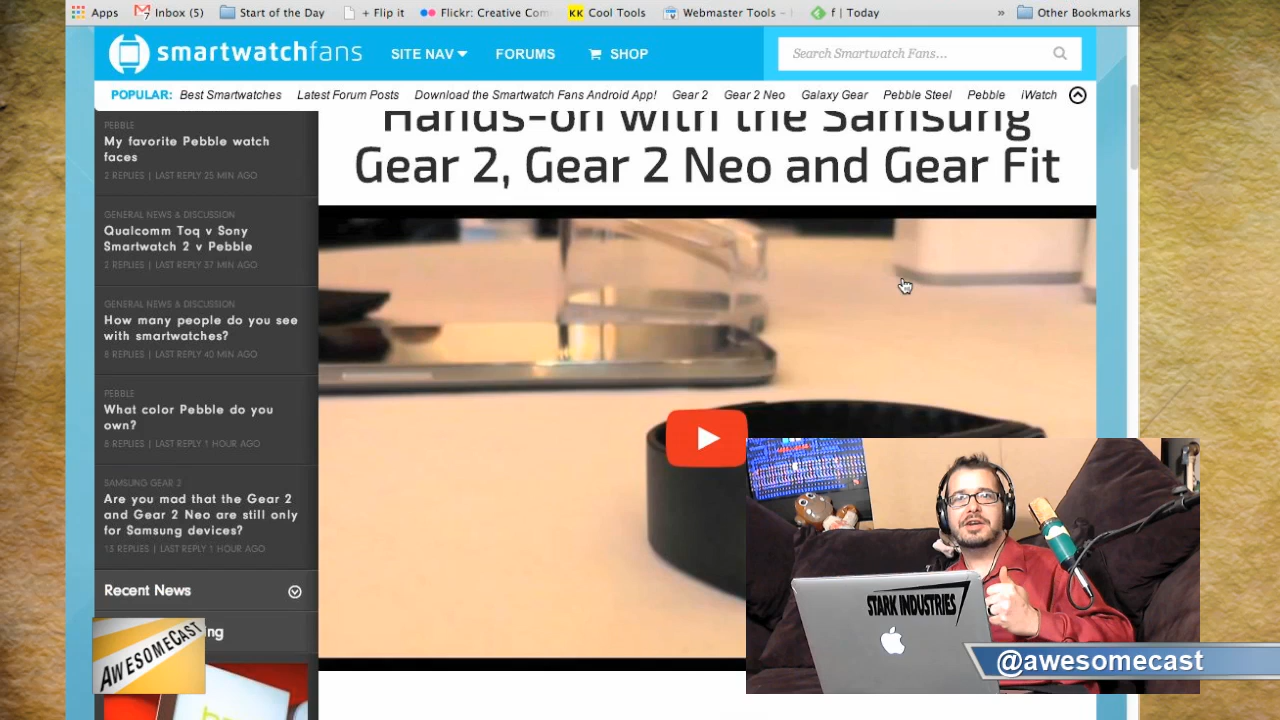 Apps Inbox (5) Start of the Day + Flip it Flickr: Creative Com KK Cool Tools Webmaster Tools - f | Today » Other Bookmarks
smartwatchfans SITE NAV FORUMS SHOP Search Smartwatch Fans...
POPULAR: Best Smartwatches Latest Forum Posts Download the Smartwatch Fans Android App! Gear 2 Gear 2 Neo Galaxy Gear Pebble Steel Pebble iWatch
Hands-on with the Samsung
Gear 2, Gear 2 Neo and Gear Fit
PEBBLE
My favorite Pebble watch
faces
2 REPLIES | LAST REPLY 25 MIN AGO
GENERAL NEWS & DISCUSSION
Qualcomm Toq v Sony
Smartwatch 2 v Pebble
2 REPLIES | LAST REPLY 37 MIN AGO
GENERAL NEWS & DISCUSSION
How many people do you see
with smartwatches?
8 REPLIES | LAST REPLY 40 MIN AGO
PEBBLE
What color Pebble do you
own?
8 REPLIES | LAST REPLY 1 HOUR AGO
SAMSUNG GEAR 2
Are you mad that the Gear 2
and Gear 2 Neo are still only
for Samsung devices?
15 REPLIES | LAST REPLY 1 HOUR AGO
Recent News
ng
AWESOMECAST
STARK INDUSTRIES
@awesomecast